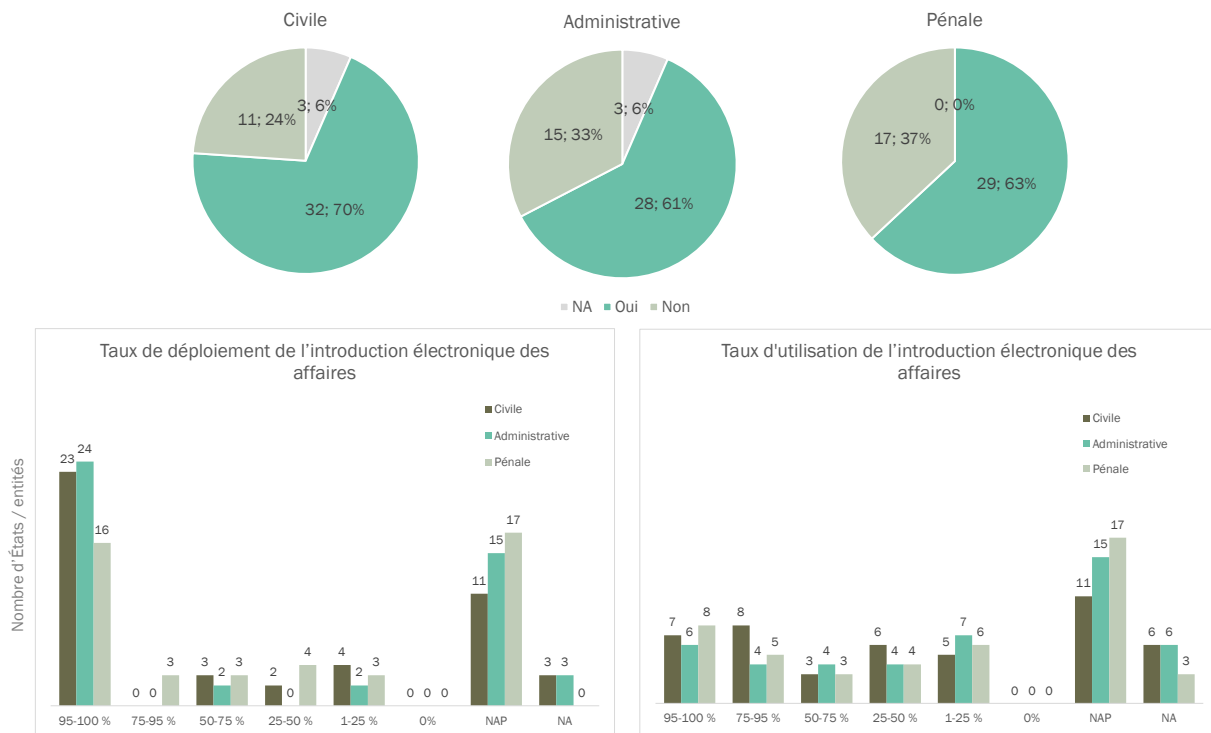 Civile
Administrative
Pénale
3; 6%
11; 24%
32; 70%
3; 6%
15; 33%
28; 61%
0; 0%
17; 37%
29; 63%
NA Oui Non
Taux de déploiement de l'introduction électronique des
affaires
Civile
Administrative
Pénale
Nombre d'États / entités
23 24 16
0 0 3
3 2 3
2 0 4
4 2 3
0 0 0
11 15 17
3 3 0
95-100 % 75-95 % 50-75 % 25-50 % 1-25 % 0% NAP NA
Taux d'utilisation de l'introduction électronique des
affaires
Civile
Administrative
Pénale
7 6 8
8 4 5
3 4 3
6 4 4
5 7 6
0 0 0
11 15 17
6 6 3
95-100 % 75-95 % 50-75 % 25-50 % 1-25 % 0% NAP NA